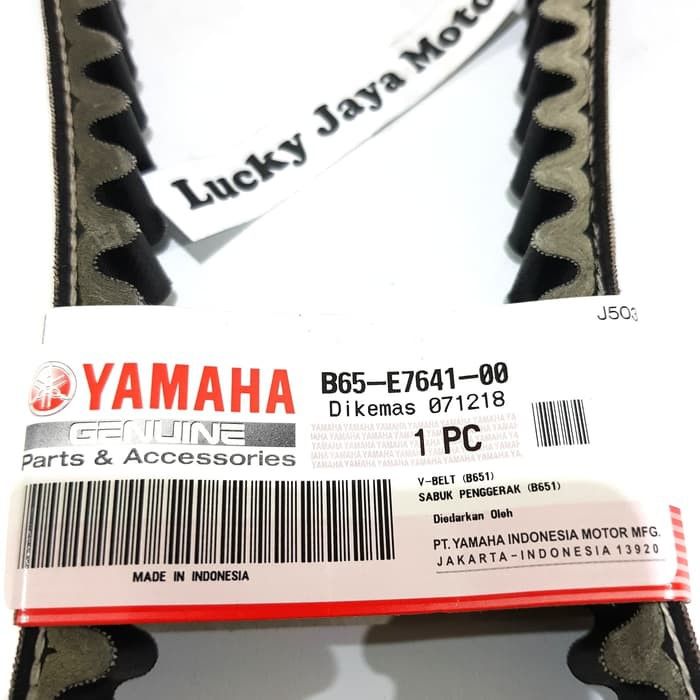 Lucky Jaya Moto
J503
YAMAHA
GENUINE
Parts & Accessories
B65-E7641-00
Dikemas 071218
1 PC
V-BELT (B651)
SABUK PENGGERAK (B651)
Diedarkan Oleh
PT. YAMAHA INDONESIA MOTOR MFG.
JAKARTA-INDONESIA 13920
MADE IN INDONESIA